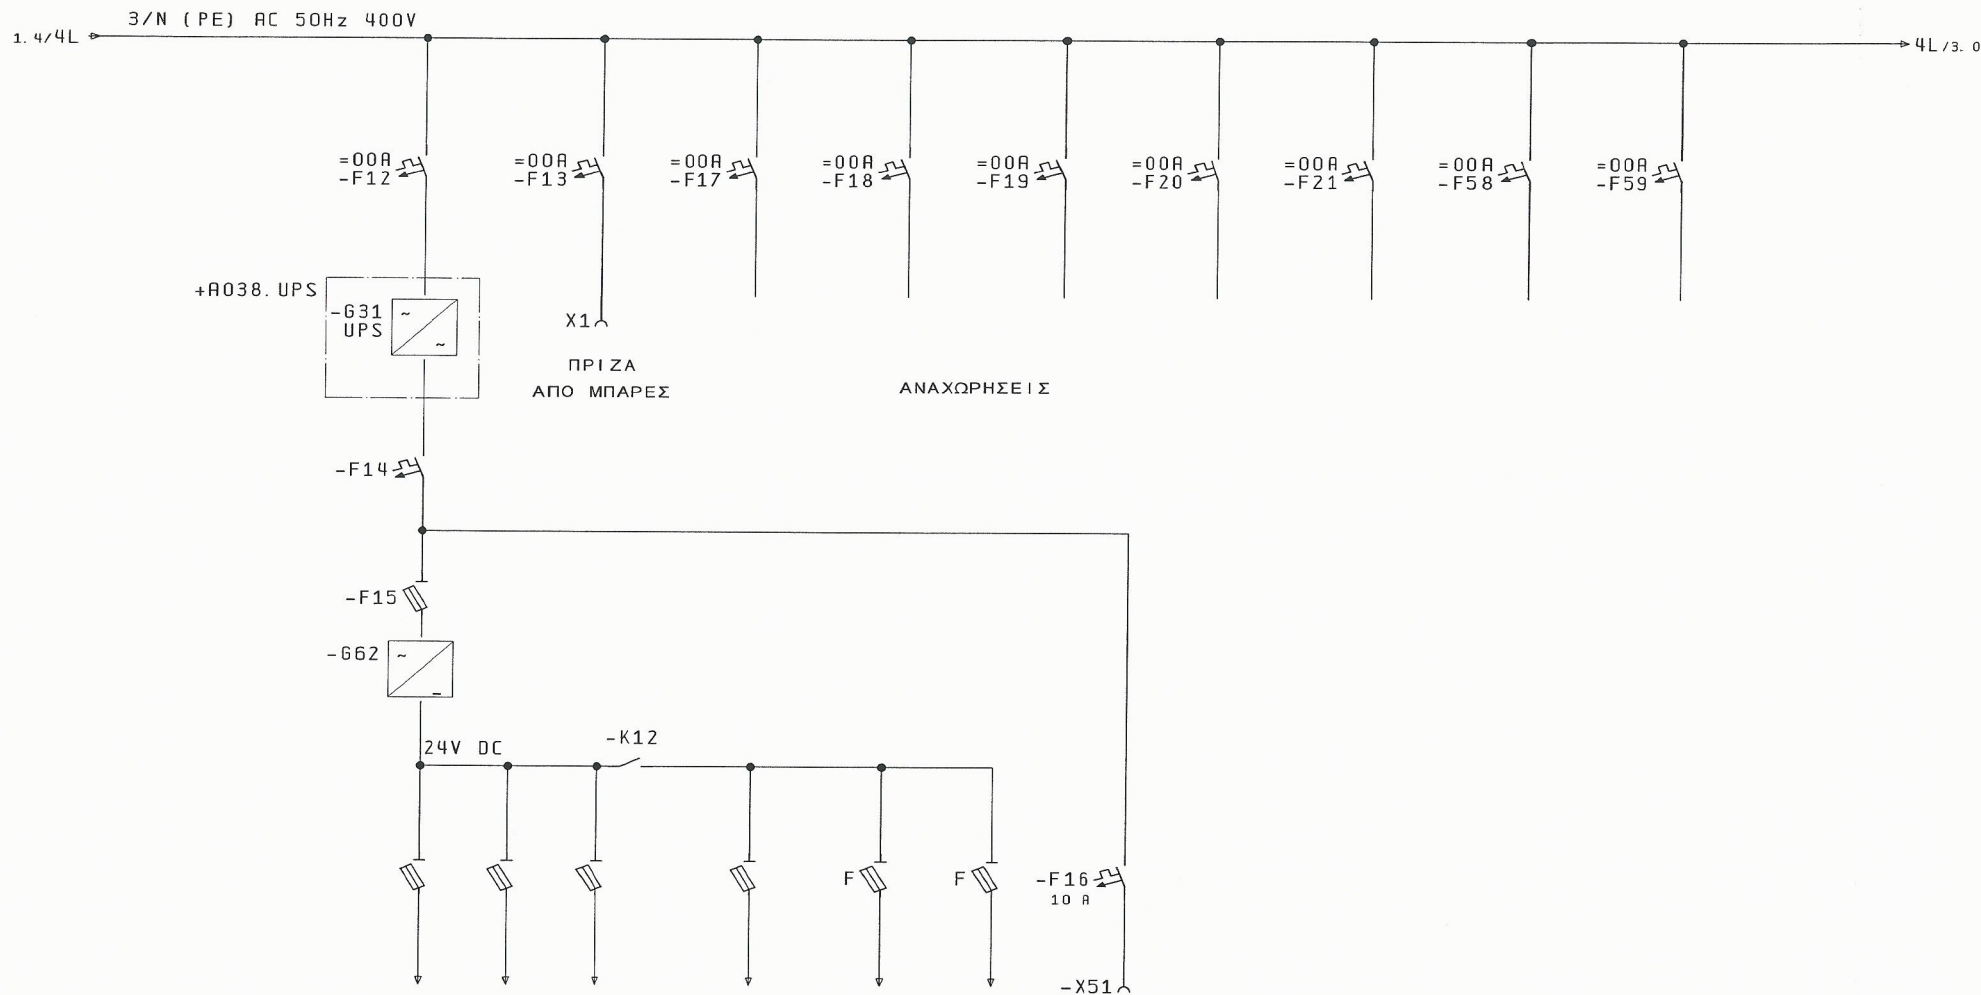 3/N (PE) AC 50Hz 400V
1.4/4L
4L/3.0
=00A
-F12
=00A
-F13
=00A
-F17
=00A
-F18
=00A
-F19
=00A
-F20
=00A
-F21
=00A
-F58
=00A
-F59
+A038.UPS
-G31
UPS
~
~
X1
ΠΡΙΖΑ
ΑΠΟ ΜΠΑΡΕΣ
ΑΝΑΧΩΡΗΣΕΙΣ
-F14
-F15
-G62
~
24V DC
-K12
F
F
-F16
10 A
-X51